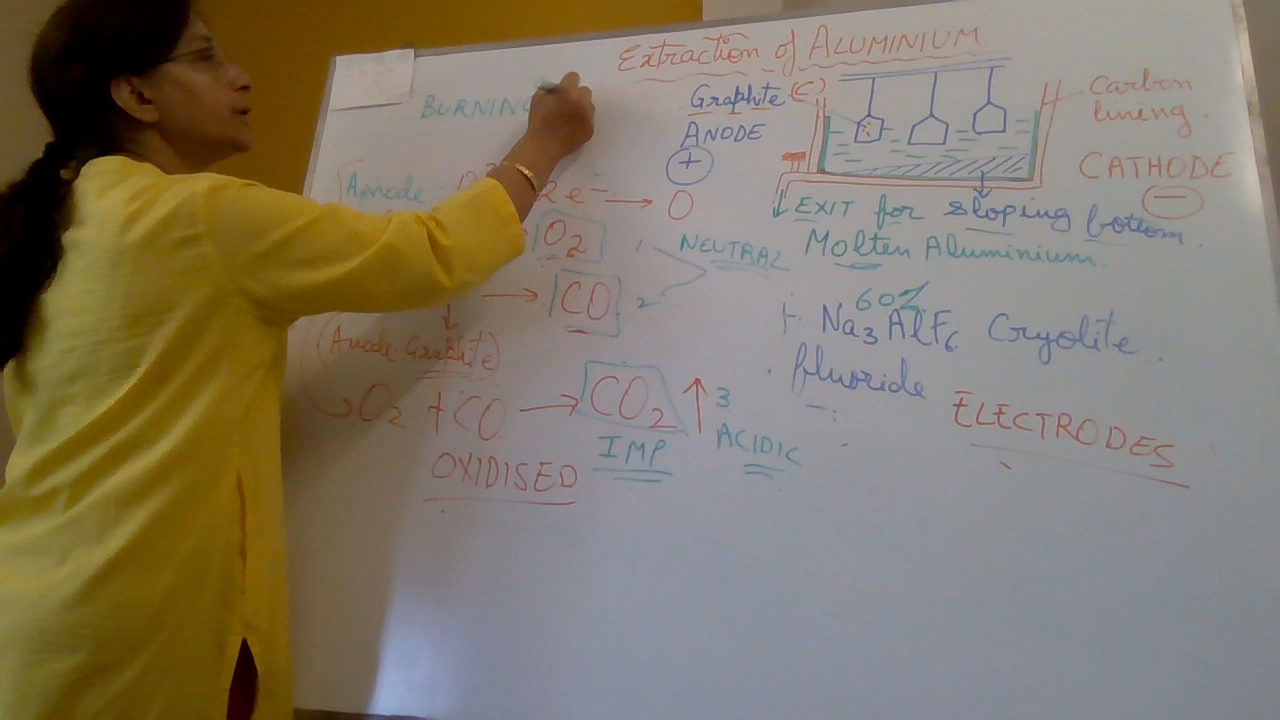 Extraction of ALUMINIUM
BURNING
Graphite (C)
ANODE
+
Carbon
lining.
CATHODE
−
EXIT for sloping bottom.
Molten Aluminium.
Anode 2e⁻ → O
O₂ 1
NEUTRAL
→ CO 2
(Anode Graphite)
O₂ + CO → CO₂ ↑ 3
IMP
ACIDIC
OXIDISED
60%
+ Na₃AlF₆ Cryolite.
fluoride
ELECTRODES